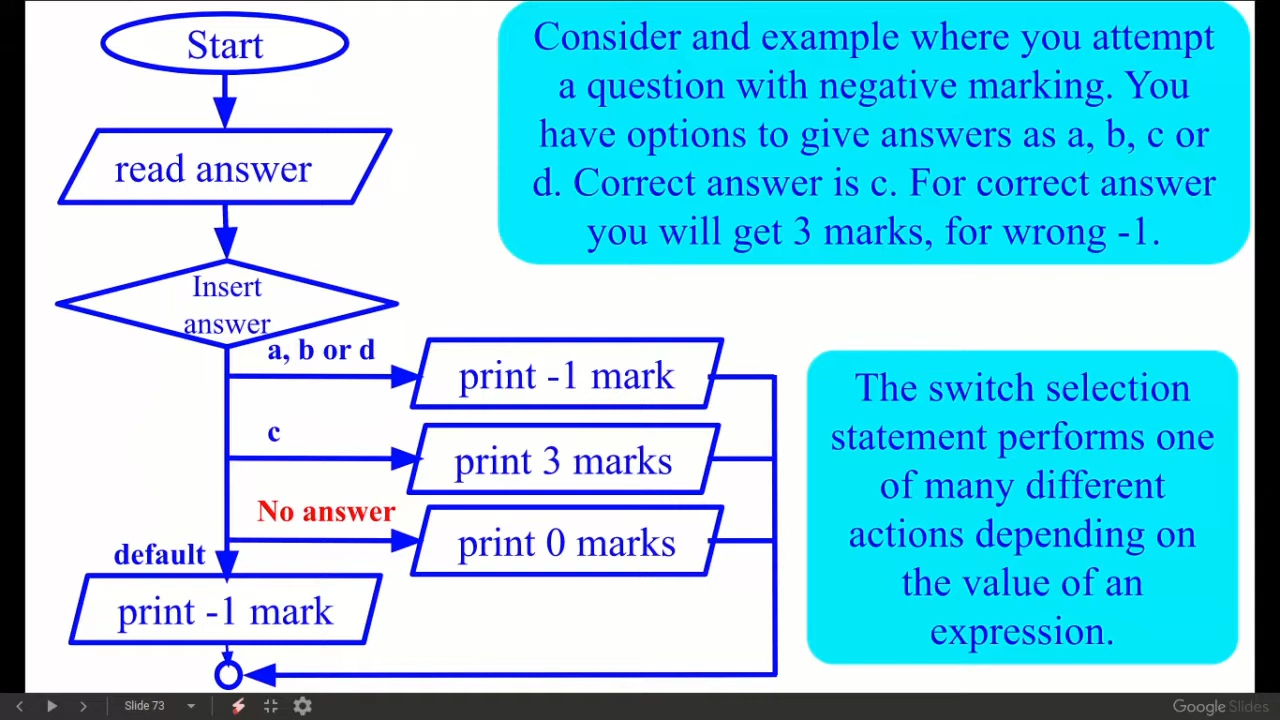 Start
Consider and example where you attempt
a question with negative marking. You
have options to give answers as a, b, c or
d. Correct answer is c. For correct answer
you will get 3 marks, for wrong -1.
read answer
Insert
answer
a, b or d
print -1 mark
c
print 3 marks
No answer
print 0 marks
default
print -1 mark
The switch selection
statement performs one
of many different
actions depending on
the value of an
expression.
Slide 73
Google Slides